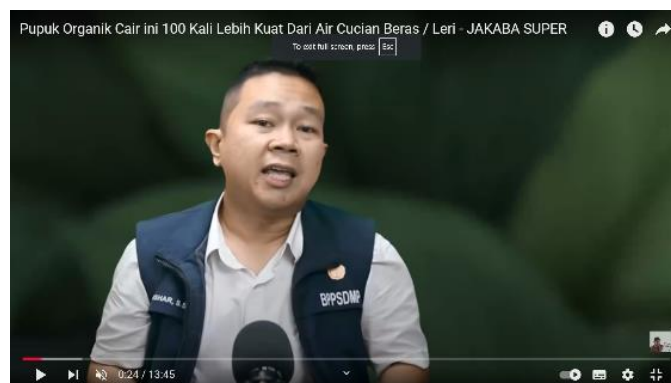 Pupuk Organik Cair ini 100 Kali Lebih Kuat Dari Air Cucian Beras / Leri - JAKABA SUPER
To exit full screen, press Esc
BPPSDMP
0:24 / 13:45